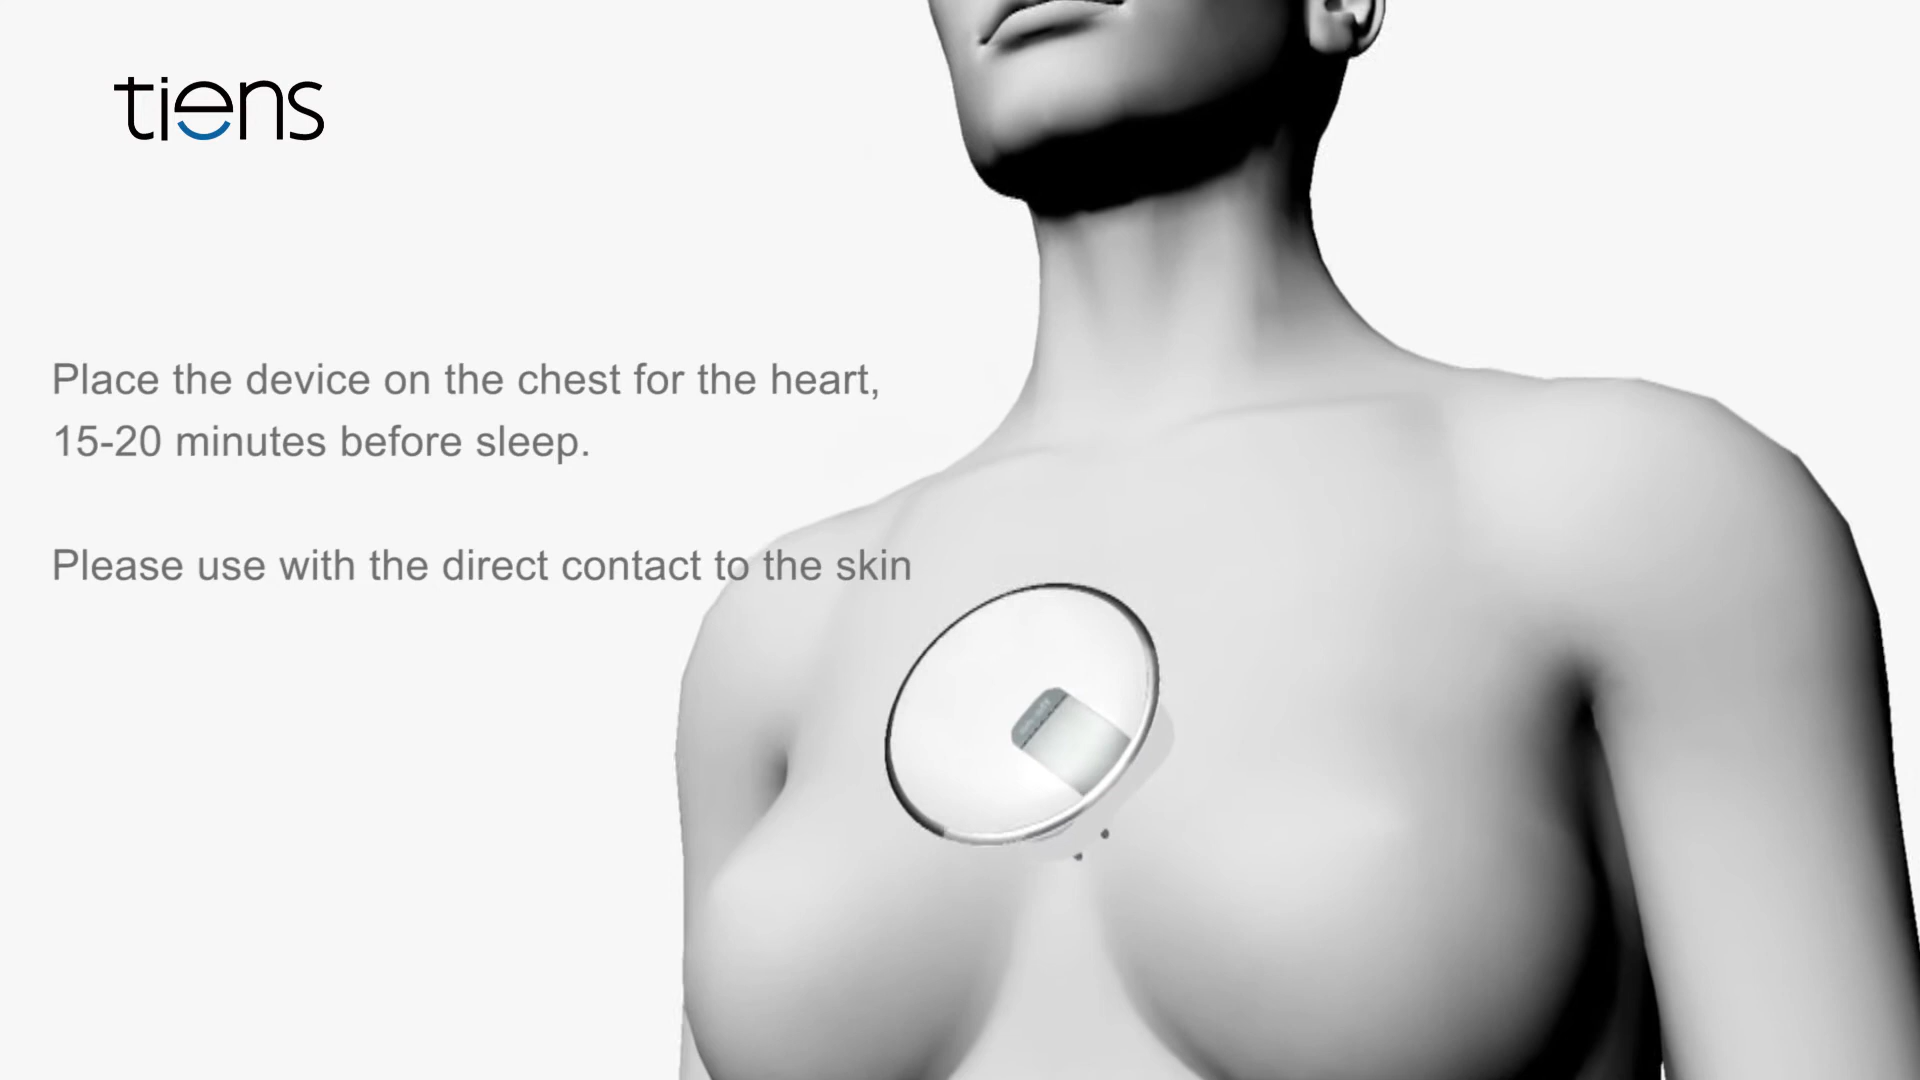 tiens
Place the device on the chest for the heart,
15-20 minutes before sleep.
Please use with the direct contact to the skin